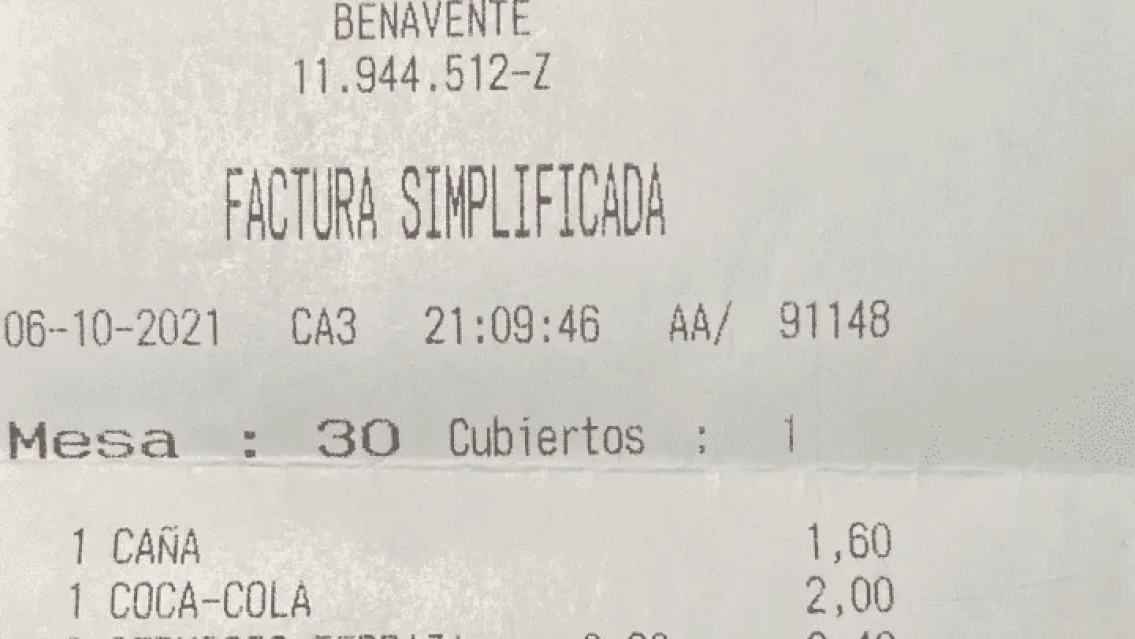 BENAVENTE
11.944.512-Z
FACTURA SIMPLIFICADA
06-10-2021 CA3 21:09:46 AA/ 91148
Mesa : 30 Cubiertos : 1
1 CAÑA 1,60
1 COCA-COLA 2,00